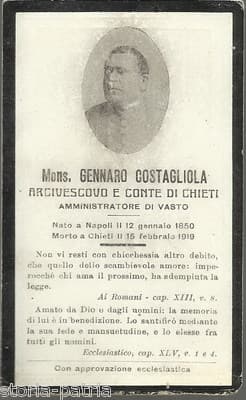 Mons. GENNARO COSTAGLIOLA
ARCIVESCOVO E CONTE DI CHIETI
AMMINISTRATORE DI VASTO
Nato a Napoli il 12 gennaio 1850
Morto a Chieti il 15 febbraio 1919
Non vi resti con chicchessia altro debito,
che quello dello scambievole amore: im-
perocchè chi ama il prossimo, ha adempiuta
la legge.
Ai Romani - cap. XIII, v. 8.
Amato da Dio e dagli uomini: la memoria
di lui è in benedizione. Lo santificò mediante la
sua fede e mansuetudine, e lo elesse fra
tutti gli uomini.
Ecclesiastico, cap. XLV, v. 1 e 4.
Con approvazione ecclesiastica
storia-patria